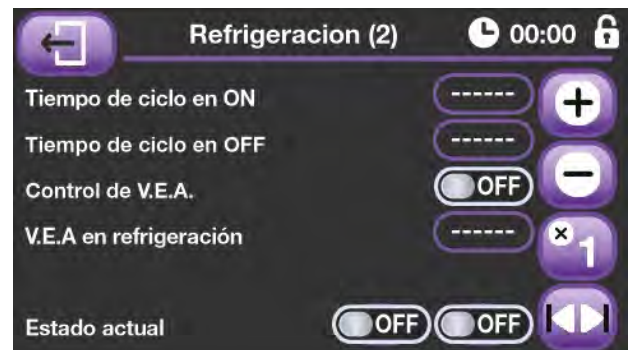 Refrigeracion (2) 00:00
Tiempo de ciclo en ON ------
+
Tiempo de ciclo en OFF ------
Control de V.E.A. OFF
−
V.E.A en refrigeración ------
×1
Estado actual OFF OFF